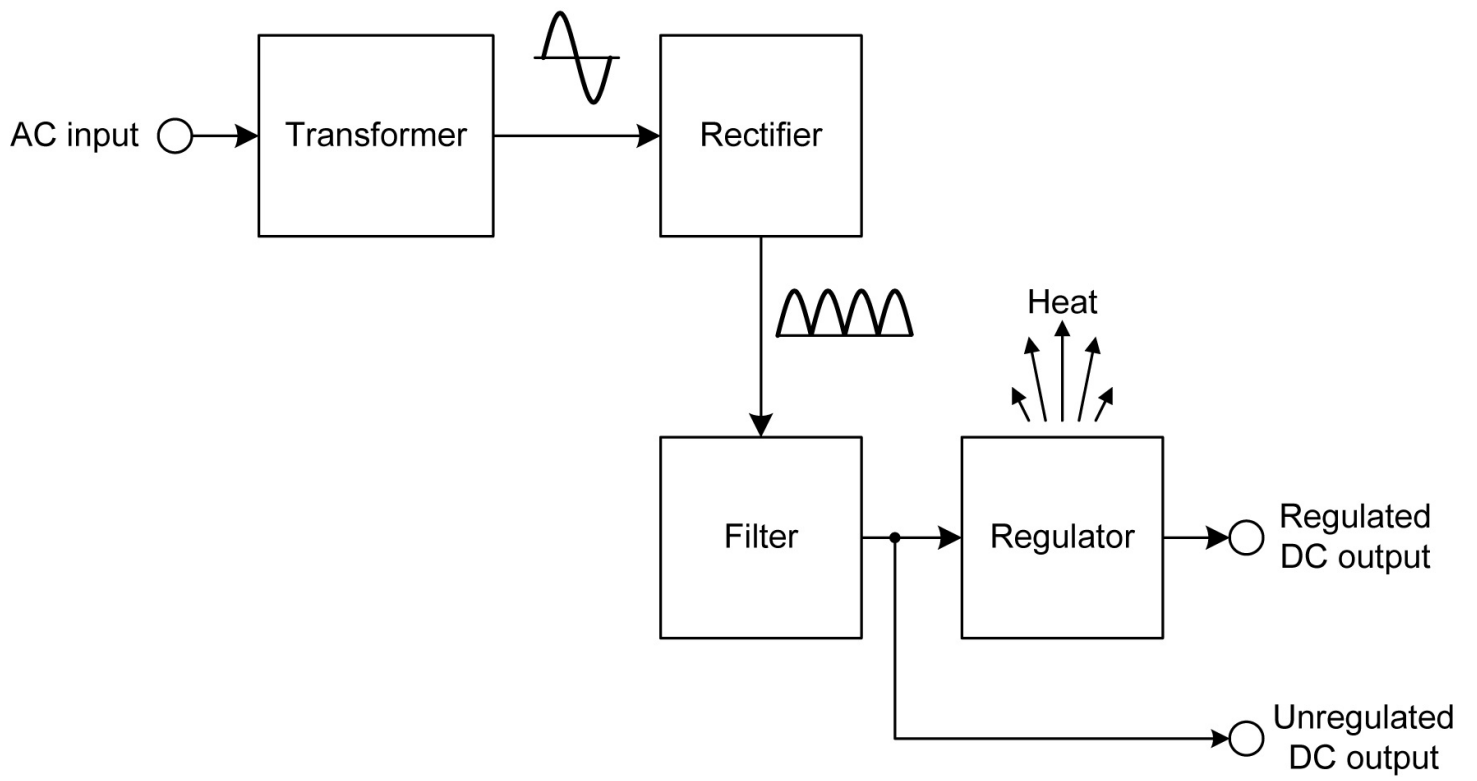 AC input
Transformer
Rectifier
Heat
Filter
Regulator
Regulated
DC output
Unregulated
DC output